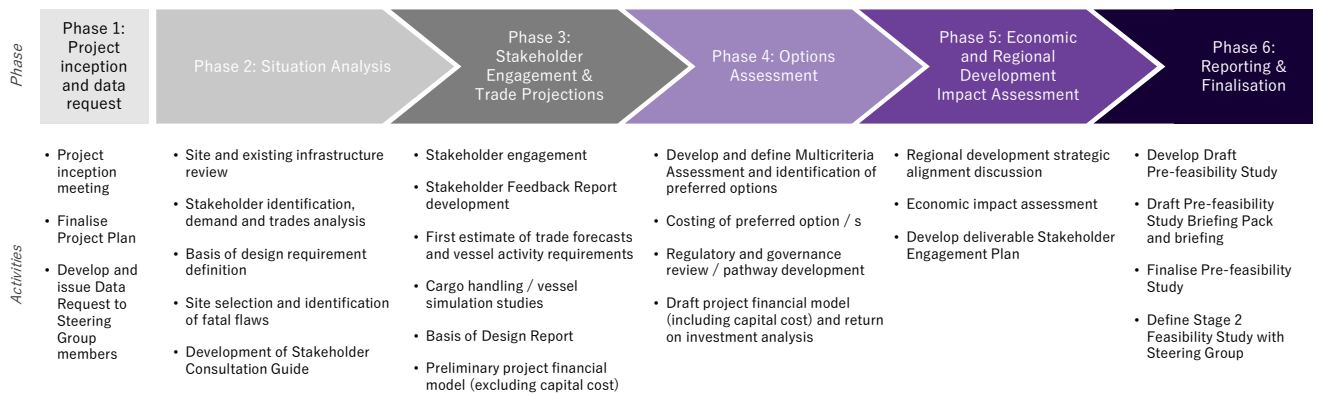 Phase
Phase 1:
Project
inception
and data
request
Phase 2: Situation Analysis
Phase 3:
Stakeholder
Engagement &
Trade Projections
Phase 4: Options
Assessment
Phase 5: Economic
and Regional
Development
Impact Assessment
Phase 6:
Reporting &
Finalisation
Activities
• Project
inception
meeting
• Finalise
Project Plan
• Develop and
issue Data
Request to
Steering
Group
members
• Site and existing infrastructure
review
• Stakeholder identification,
demand and trades analysis
• Basis of design requirement
definition
• Site selection and identification
of fatal flaws
• Development of Stakeholder
Consultation Guide
• Stakeholder engagement
• Stakeholder Feedback Report
development
• First estimate of trade forecasts
and vessel activity requirements
• Cargo handling / vessel
simulation studies
• Basis of Design Report
• Preliminary project financial
model (excluding capital cost)
• Develop and define Multicriteria
Assessment and identification of
preferred options
• Costing of preferred option / s
• Regulatory and governance
review / pathway development
• Draft project financial model
(including capital cost) and return
on investment analysis
• Regional development strategic
alignment discussion
• Economic impact assessment
• Develop deliverable Stakeholder
Engagement Plan
• Develop Draft
Pre-feasibility Study
• Draft Pre-feasibility
Study Briefing Pack
and briefing
• Finalise Pre-feasibility
Study
• Define Stage 2
Feasibility Study with
Steering Group